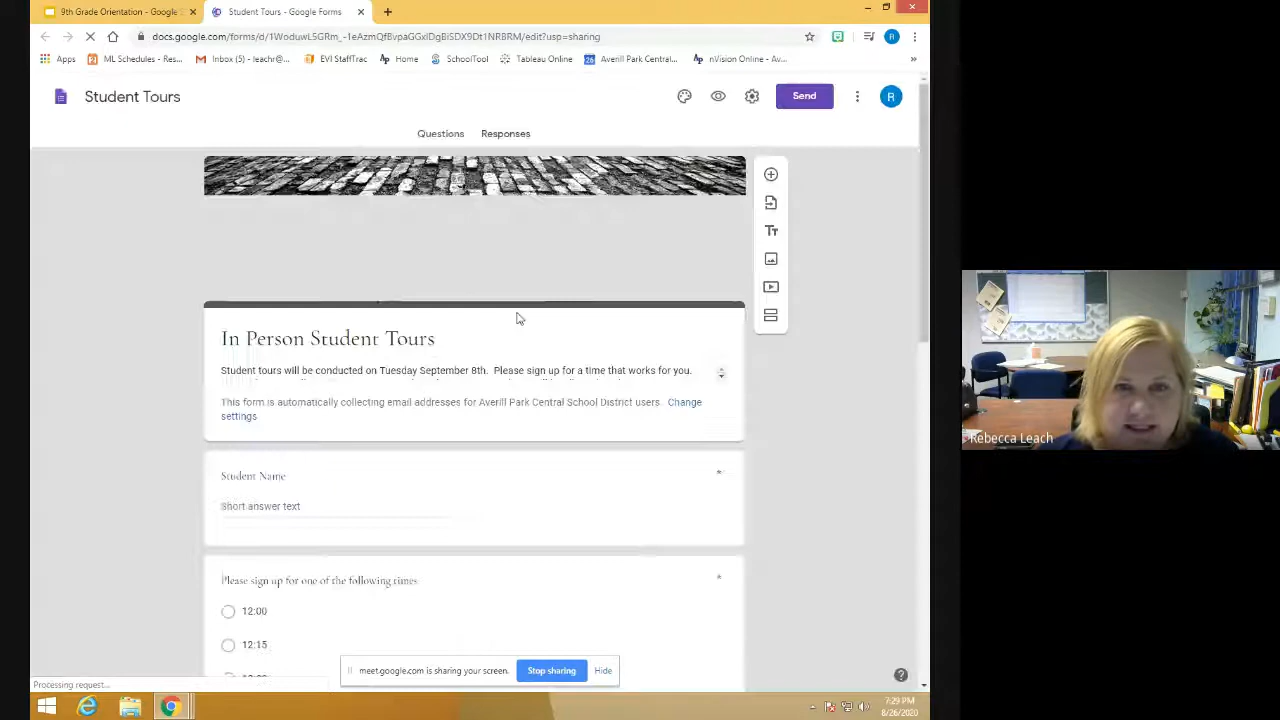 9th Grade Orientation - Google
Student Tours - Google Forms
docs.google.com/forms/d/1WoduwL5GRm_-1eAzmQfBvpaGGxIDgBiSDX9Dt1NRBRM/edit?usp=sharing
R
Apps
ML Schedules - Res...
Inbox (5) - leachr@...
EVI StaffTrac
Home
SchoolTool
Tableau Online
Averill Park Central...
nVision Online - Av...
»
Student Tours
Send
R
Questions
Responses
In Person Student Tours
Student tours will be conducted on Tuesday September 8th. Please sign up for a time that works for you.
This form is automatically collecting email addresses for Averill Park Central School District users. Change
settings
Student Name
*
Short answer text
Please sign up for one of the following times
*
12:00
12:15
meet.google.com is sharing your screen.
Stop sharing
Hide
Processing request...
7:29 PM
8/26/2020
Rebecca Leach